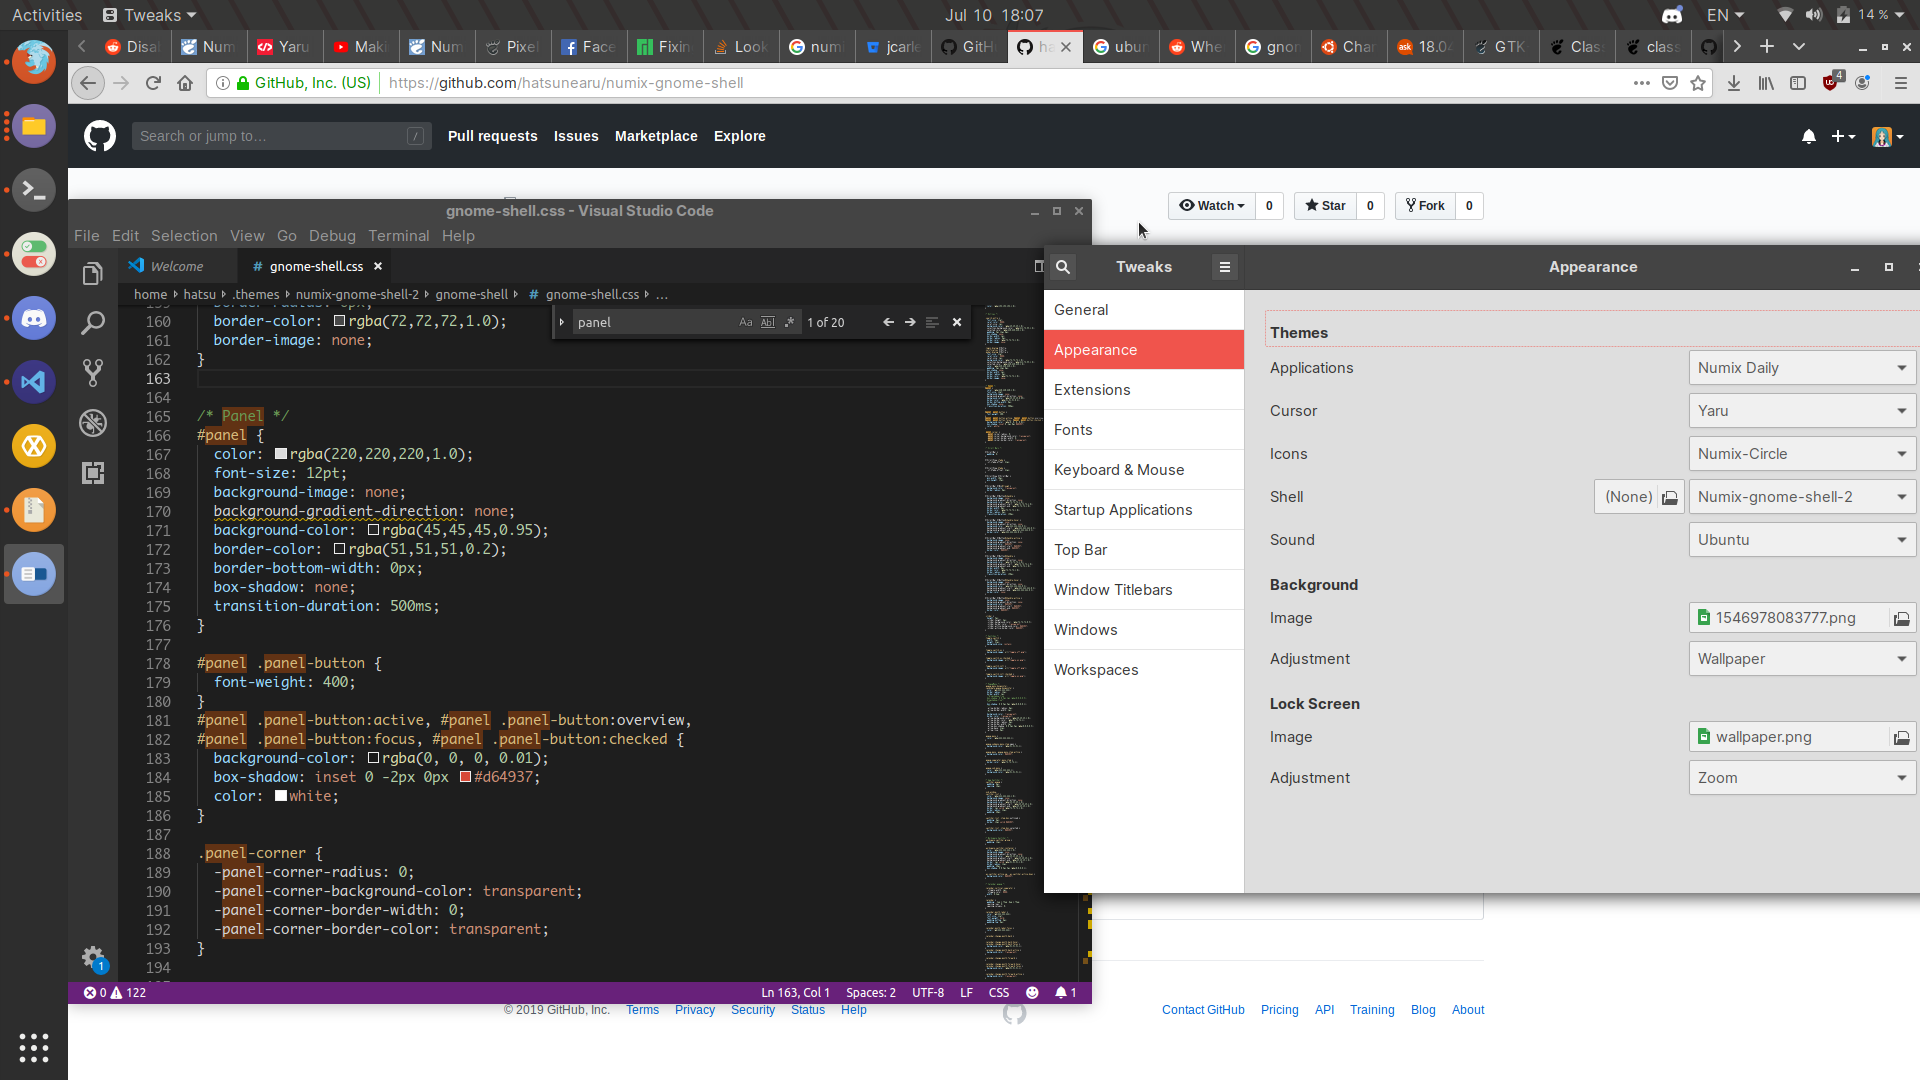 Activities
Tweaks
Jul 10 18:07
EN
14 %
Disal
Num
Yaru
Maki
Num
Pixel
Face
Fixin
Look
numi
jcarle
GitH
ha
ubun
Whe
gnon
Chan
18.04
GTK
Class
class
GitHub, Inc. (US)
https://github.com/hatsunearu/numix-gnome-shell
4
Search or jump to…
/
Pull requests
Issues
Marketplace
Explore
Watch
0
Star
0
Fork
0
gnome-shell.css - Visual Studio Code
File Edit Selection View Go Debug Terminal Help
Welcome
# gnome-shell.css
home
hatsu
.themes
numix-gnome-shell-2
gnome-shell
# gnome-shell.css
...
panel
Aa
Abl
.*
1 of 20
160 border-color: rgba(72,72,72,1.0);
161 border-image: none;
162 }
163
164
165 /* Panel */
166 #panel {
167 color: rgba(220,220,220,1.0);
168 font-size: 12pt;
169 background-image: none;
170 background-gradient-direction: none;
171 background-color: rgba(45,45,45,0.95);
172 border-color: rgba(51,51,51,0.2);
173 border-bottom-width: 0px;
174 box-shadow: none;
175 transition-duration: 500ms;
176 }
177
178 #panel .panel-button {
179 font-weight: 400;
180 }
181 #panel .panel-button:active, #panel .panel-button:overview,
182 #panel .panel-button:focus, #panel .panel-button:checked {
183 background-color: rgba(0, 0, 0, 0.01);
184 box-shadow: inset 0 -2px 0px #d64937;
185 color: white;
186 }
187
188 .panel-corner {
189 -panel-corner-radius: 0;
190 -panel-corner-background-color: transparent;
191 -panel-corner-border-width: 0;
192 -panel-corner-border-color: transparent;
193 }
194
1
0
122
Ln 163, Col 1
Spaces: 2
UTF-8
LF
CSS
1
Tweaks
Appearance
General
Appearance
Extensions
Fonts
Keyboard & Mouse
Startup Applications
Top Bar
Window Titlebars
Windows
Workspaces
Themes
Applications
Numix Daily
Cursor
Yaru
Icons
Numix-Circle
Shell
(None)
Numix-gnome-shell-2
Sound
Ubuntu
Background
Image
1546978083777.png
Adjustment
Wallpaper
Lock Screen
Image
wallpaper.png
Adjustment
Zoom
© 2019 GitHub, Inc.
Terms
Privacy
Security
Status
Help
Contact GitHub
Pricing
API
Training
Blog
About